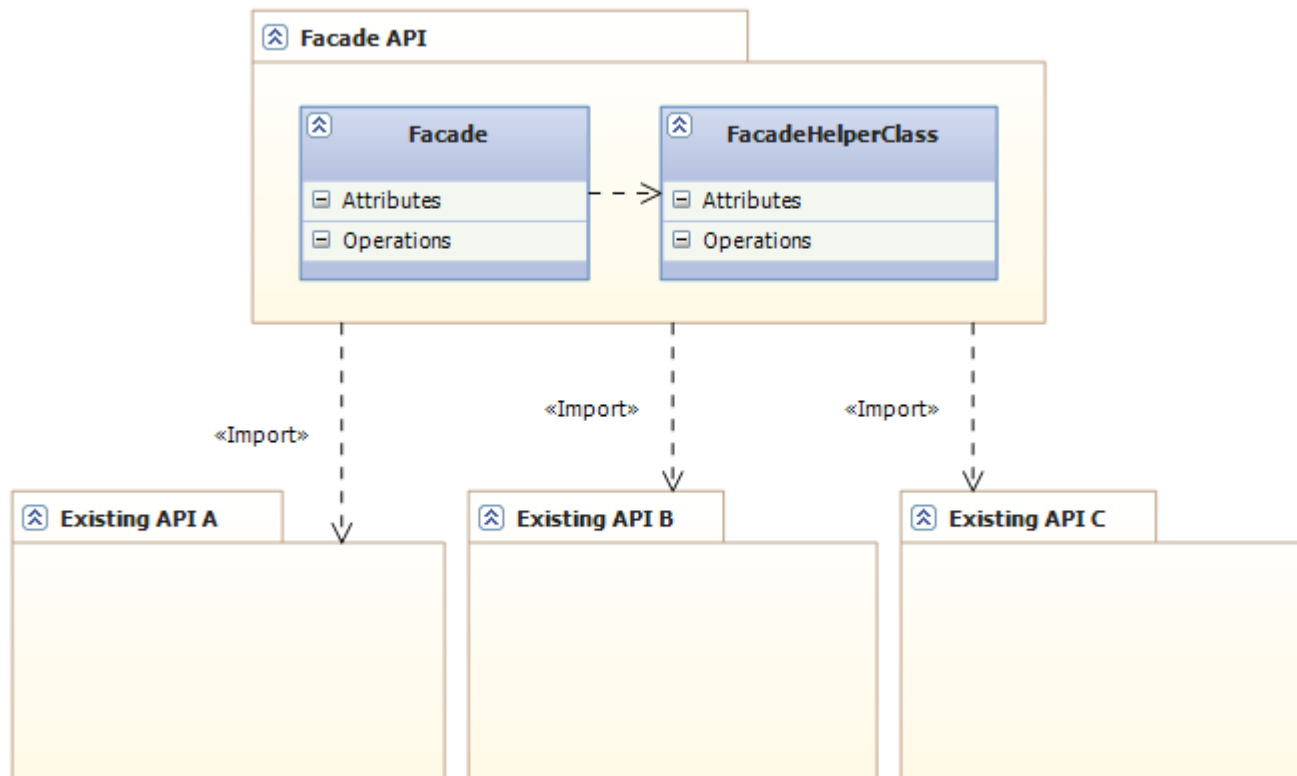 Facade API
Facade
FacadeHelperClass
Attributes
Attributes
Operations
Operations
«Import»
«Import»
«Import»
Existing API A
Existing API B
Existing API C